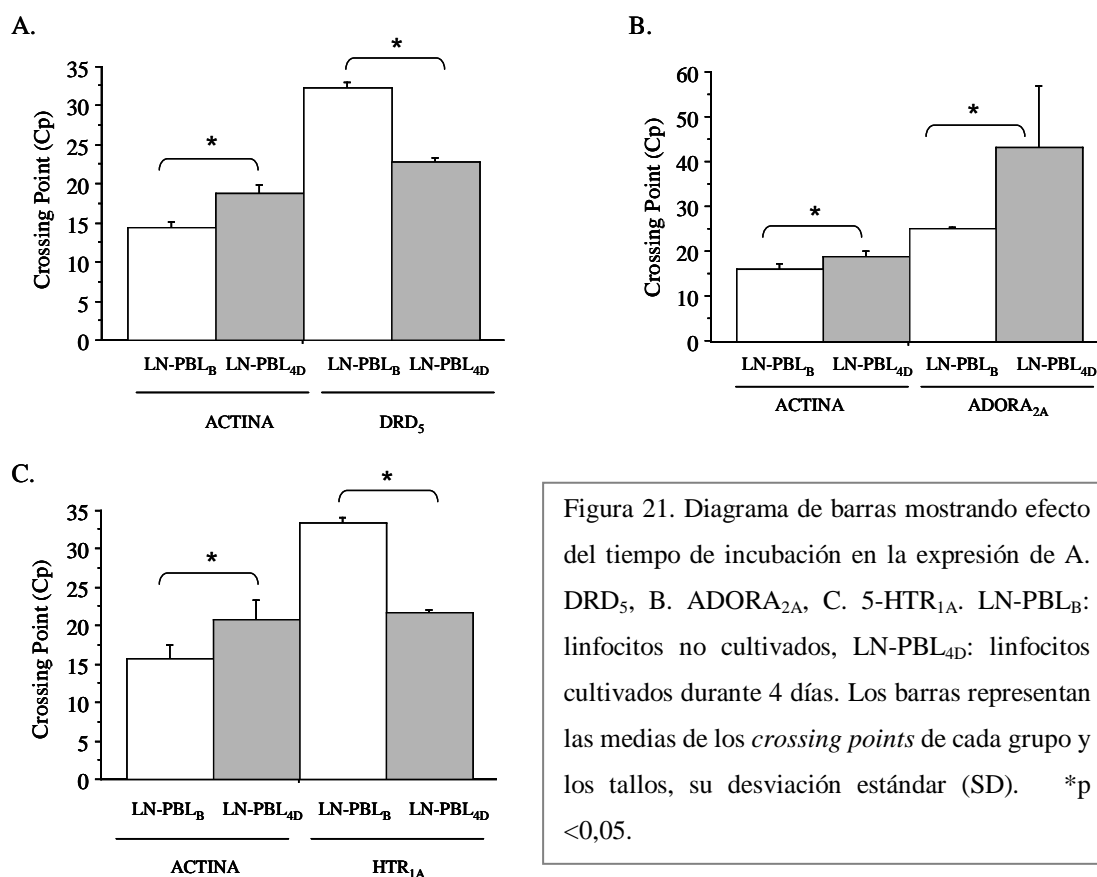 A.
*
*
Crossing Point (Cp)
35
30
25
20
15
10
5
0
LN-PBL_B LN-PBL_4D LN-PBL_B LN-PBL_4D
ACTINA DRD_5
B.
*
*
Crossing Point (Cp)
60
50
40
30
20
10
0
LN-PBL_B LN-PBL_4D LN-PBL_B LN-PBL_4D
ACTINA ADORA_2A
C.
*
*
Crossing Point (Cp)
35
30
25
20
15
10
5
0
LN-PBL_B LN-PBL_4D LN-PBL_B LN-PBL_4D
ACTINA HTR_1A
Figura 21. Diagrama de barras mostrando efecto
del tiempo de incubación en la expresión de A.
DRD_5, B. ADORA_2A, C. 5-HTR_1A. LN-PBL_B:
linfocitos no cultivados, LN-PBL_4D: linfocitos
cultivados durante 4 días. Los barras representan
las medias de los crossing points de cada grupo y
los tallos, su desviación estándar (SD). *p
<0,05.